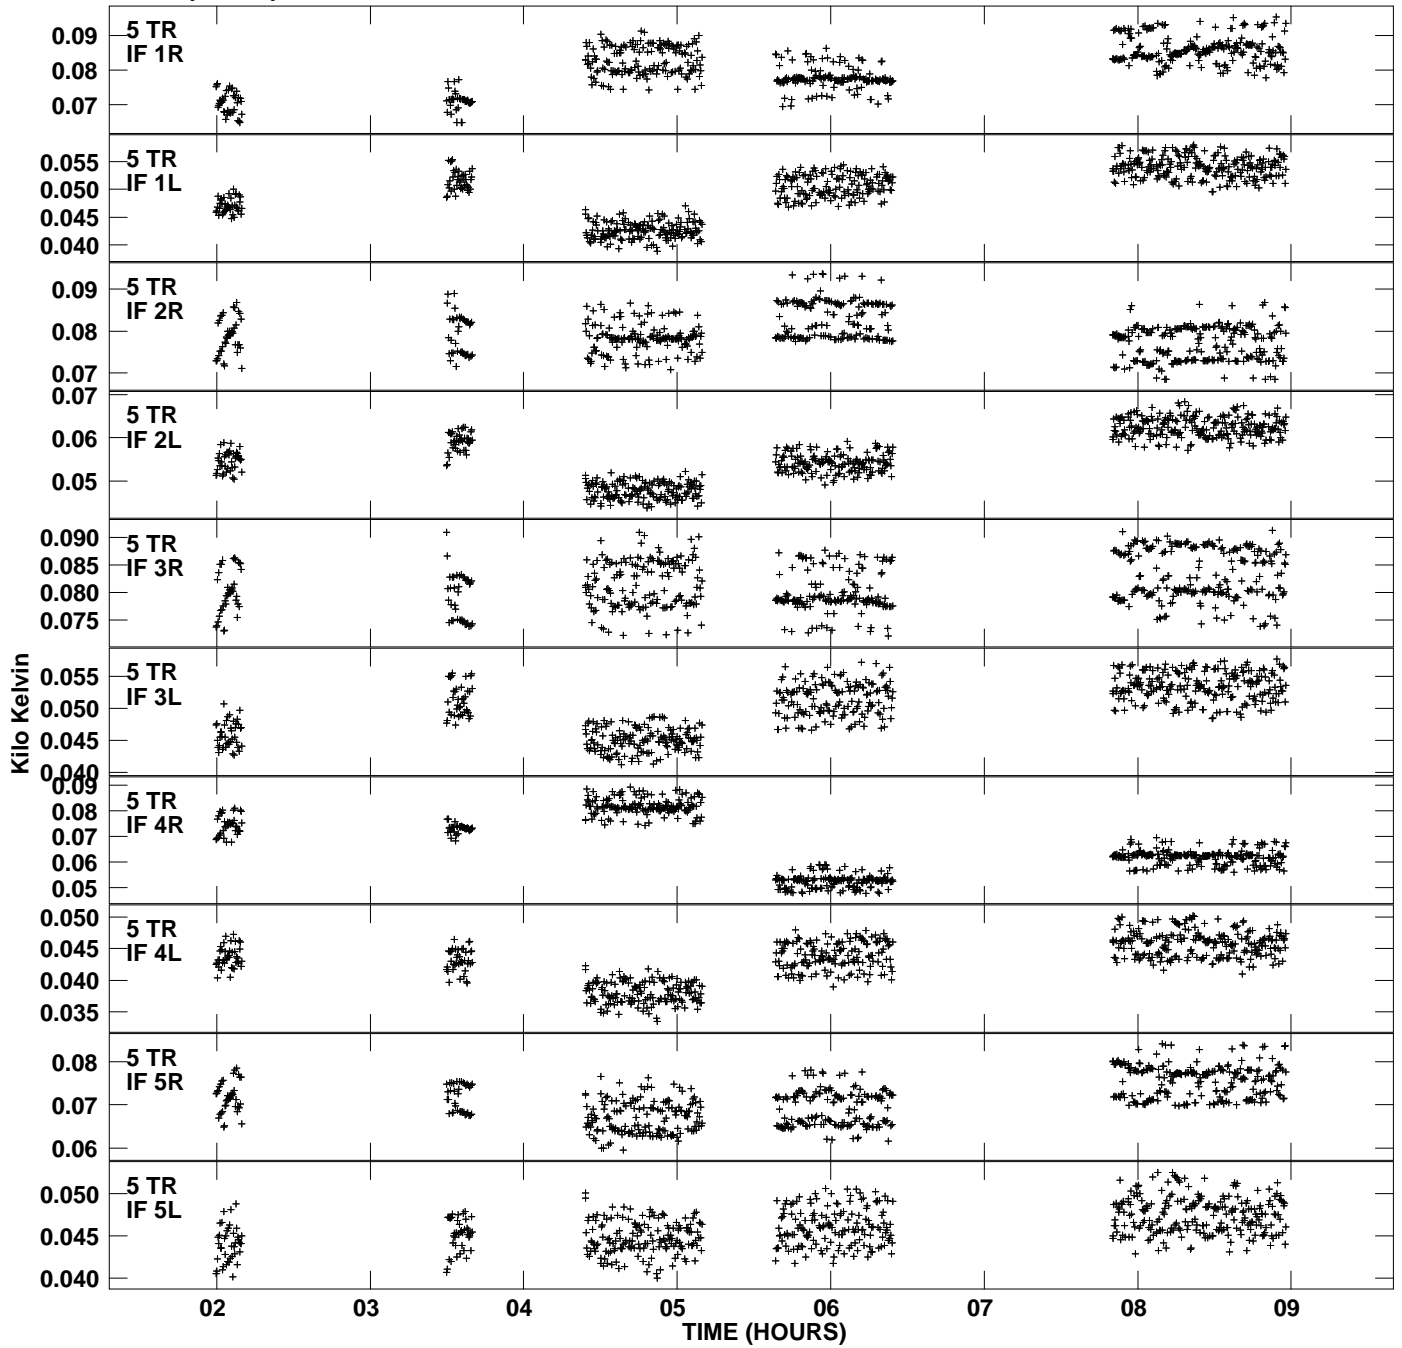 5 TR
IF 1R
0.09
0.08
0.07
5 TR
IF 1L
0.055
0.050
0.045
0.040
5 TR
IF 2R
0.09
0.08
0.07
5 TR
IF 2L
0.07
0.06
0.05
5 TR
IF 3R
0.090
0.085
0.080
0.075
5 TR
IF 3L
0.055
0.050
0.045
0.040
5 TR
IF 4R
0.09
0.08
0.07
0.06
0.05
5 TR
IF 4L
0.050
0.045
0.040
0.035
5 TR
IF 5R
0.08
0.07
0.06
5 TR
IF 5L
0.050
0.045
0.040
Kilo Kelvin
02 03 04 05 06 07 08 09
TIME (HOURS)